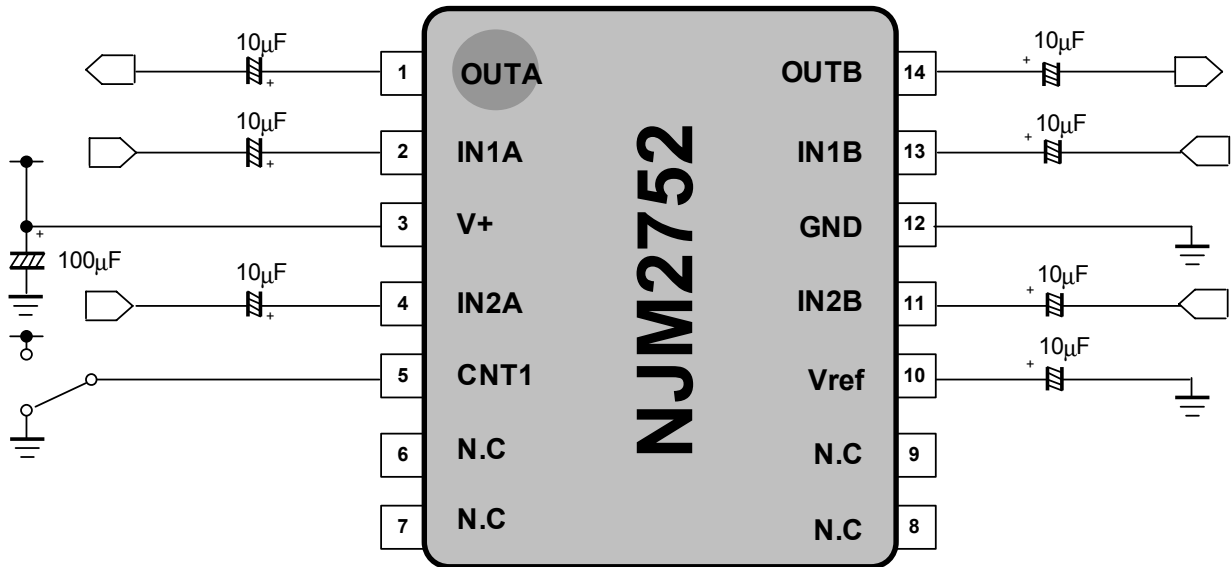 10μF 1 OUTA OUTB 14 + 10μF
+
10μF 2 IN1A IN1B 13 + 10μF
+
3 V+ GND 12
+
100μF
10μF 4 IN2A IN2B 11 + 10μF
+
5 CNT1 Vref 10 + 10μF
6 N.C N.C 9
7 N.C N.C 8
NJM2752